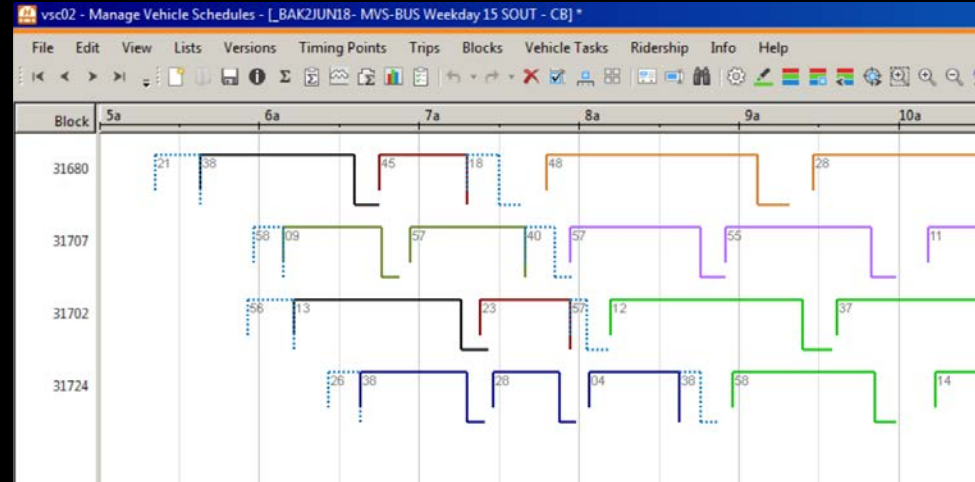 vsc02 - Manage Vehicle Schedules - [_BAK2JUN18- MVS-BUS Weekday 15 SOUT - CB] *
File Edit View Lists Versions Timing Points Trips Blocks Vehicle Tasks Ridership Info Help
Block 5a 6a 7a 8a 9a 10a
31680 21 38 45 18 48 28
31707 58 09 57 40 57 55 11
31702 56 13 23 57 12 37
31724 26 38 28 04 38 58 14